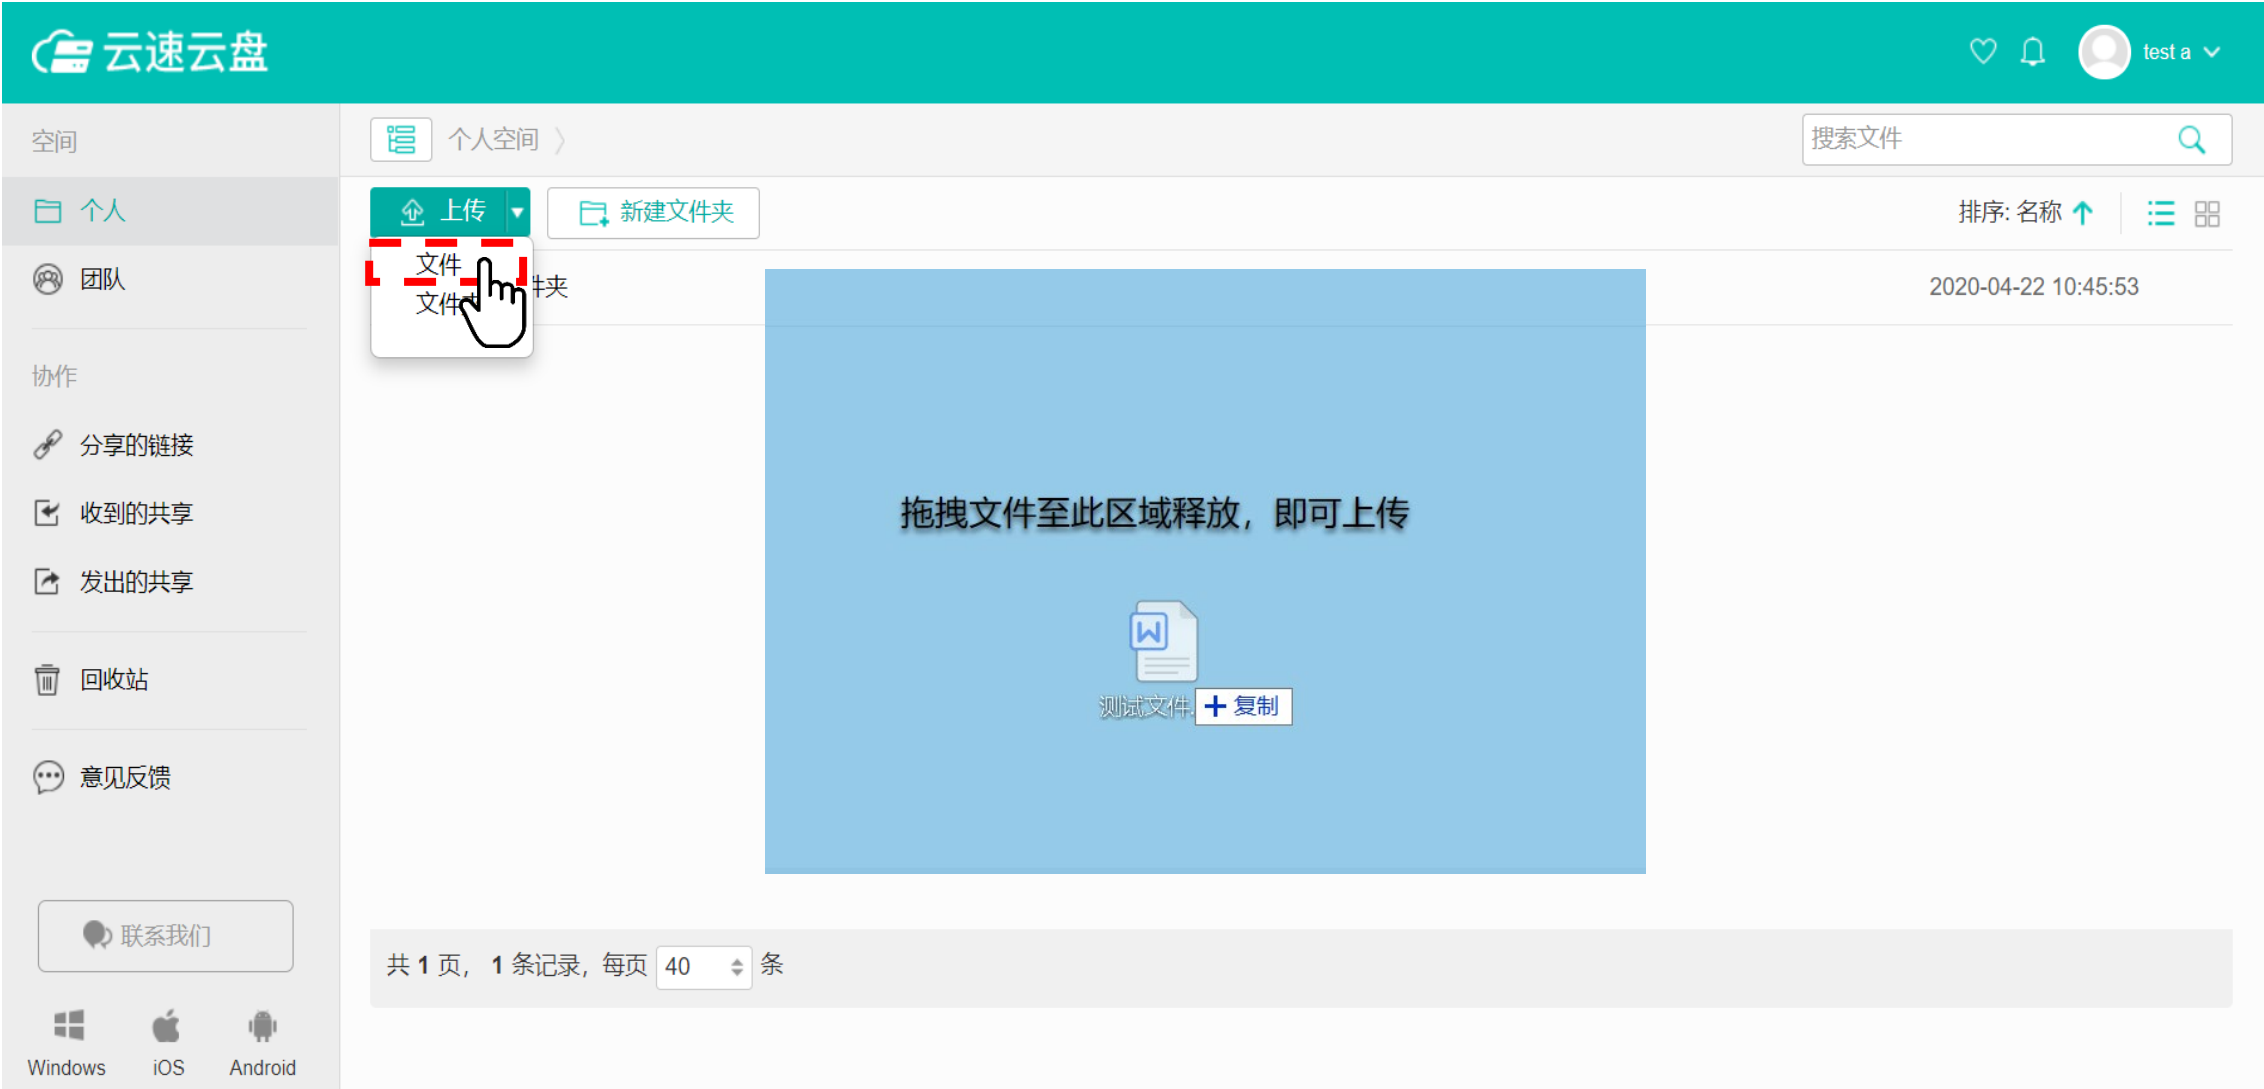 云速云盘
test a
空间
个人空间
搜索文件
个人
上传
新建文件夹
排序: 名称
文件
团队
文件夹
件夹
2020-04-22 10:45:53
协作
分享的链接
收到的共享
发出的共享
拖拽文件至此区域释放，即可上传
W
测试文件.
复制
回收站
意见反馈
联系我们
共 1 页， 1 条记录，每页 40 条
Windows
iOS
Android